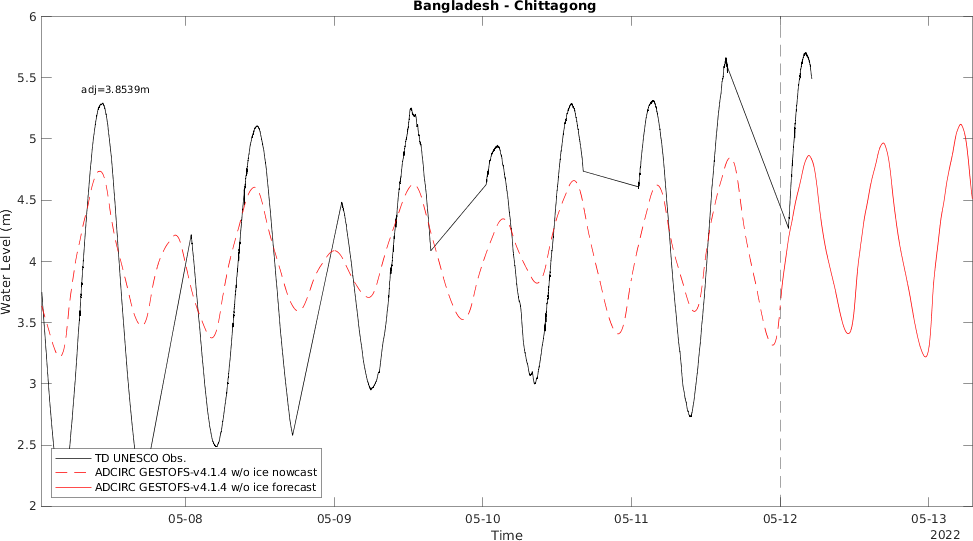 Bangladesh - Chittagong
6
5.5
adj=3.8539m
5
4.5
4
3.5
3
2.5
2
Water Level (m)
TD UNESCO Obs.
ADCIRC GESTOFS-v4.1.4 w/o ice nowcast
ADCIRC GESTOFS-v4.1.4 w/o ice forecast
05-08
05-09
05-10
05-11
05-12
05-13
Time
2022